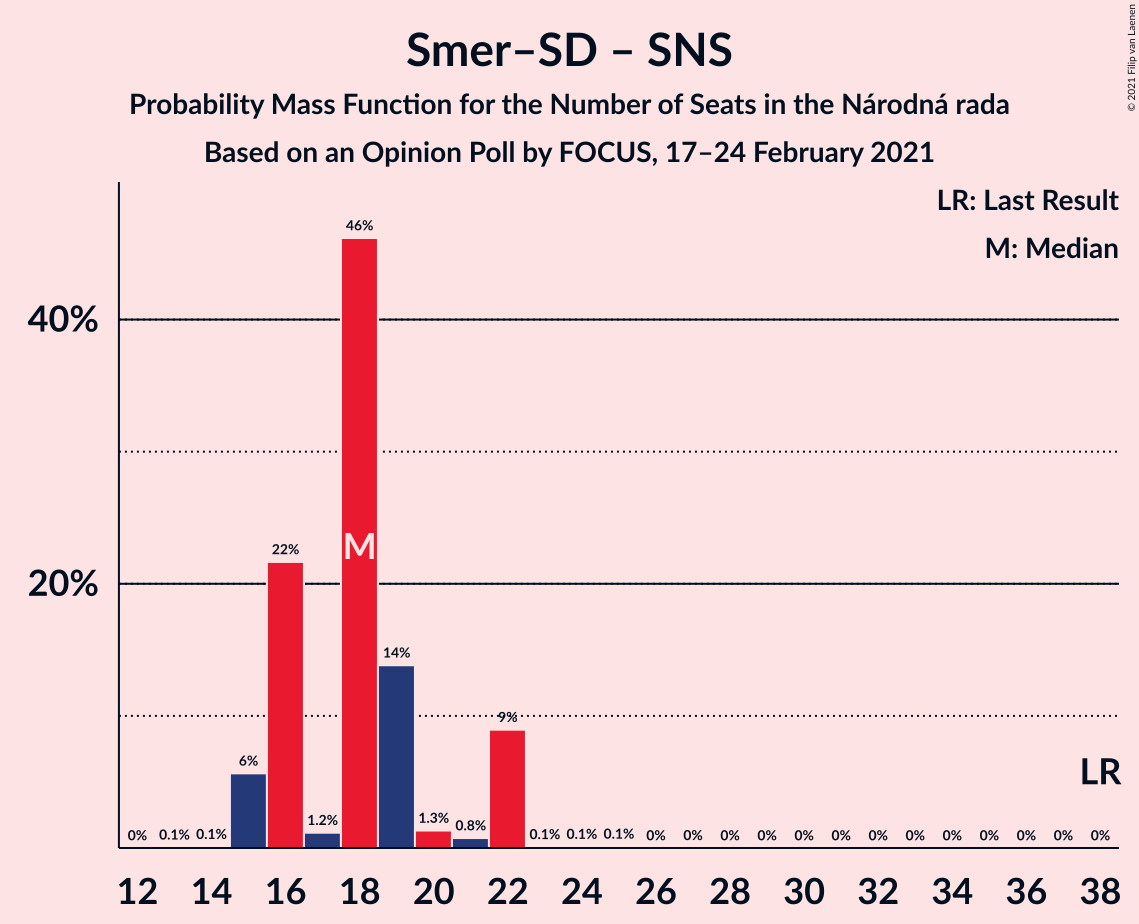 Smer–SD – SNS
Probability Mass Function for the Number of Seats in the Národná rada
Based on an Opinion Poll by FOCUS, 17–24 February 2021
© 2021 Filip van Laenen
LR: Last Result
M: Median
40%
20%
46%
22%
14%
9%
6%
M
LR
0% 0.1% 0.1% 1.2% 1.3% 0.8% 0.1% 0.1% 0.1% 0% 0% 0% 0% 0% 0% 0% 0% 0% 0% 0% 0% 0%
12 14 16 18 20 22 24 26 28 30 32 34 36 38